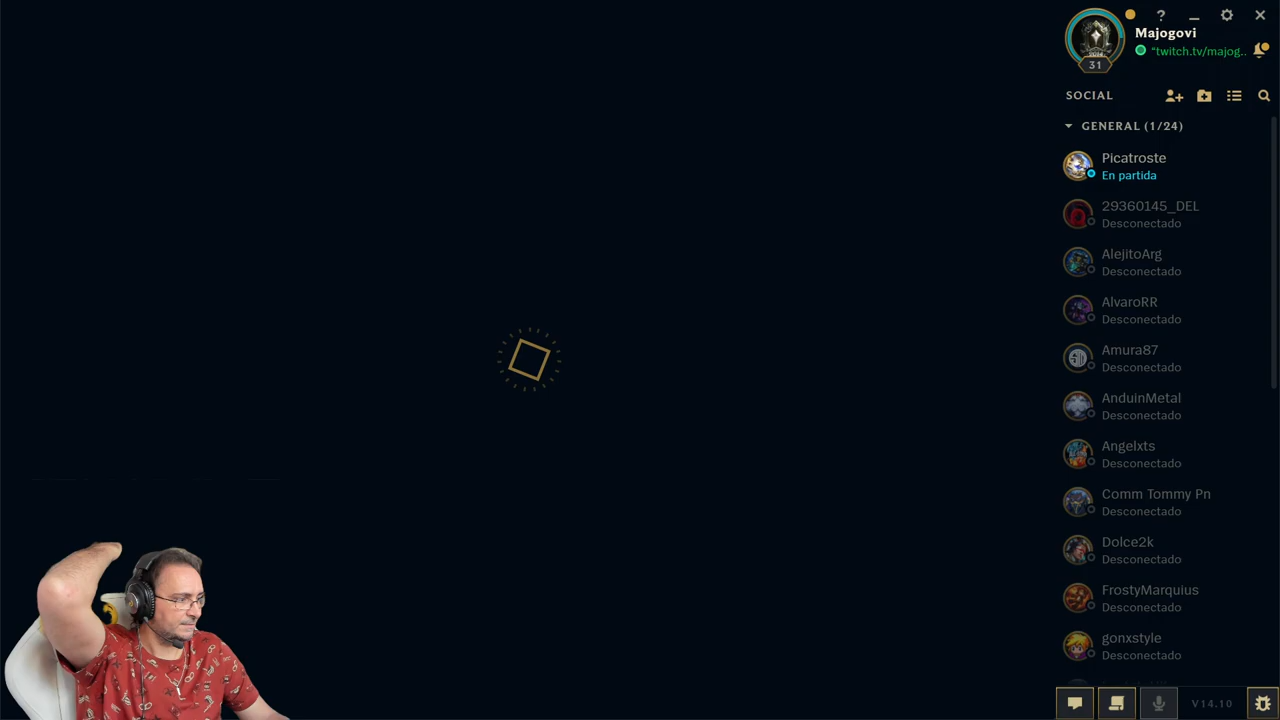 ?
Majogovi
"twitch.tv/majog..
31
SOCIAL
GENERAL (1/24)
Picatroste
En partida
29360145_DEL
Desconectado
AlejitoArg
Desconectado
AlvaroRR
Desconectado
Amura87
Desconectado
AnduinMetal
Desconectado
Angelxts
Desconectado
Comm Tommy Pn
Desconectado
Dolce2k
Desconectado
FrostyMarquius
Desconectado
gonxstyle
Desconectado
V14.10